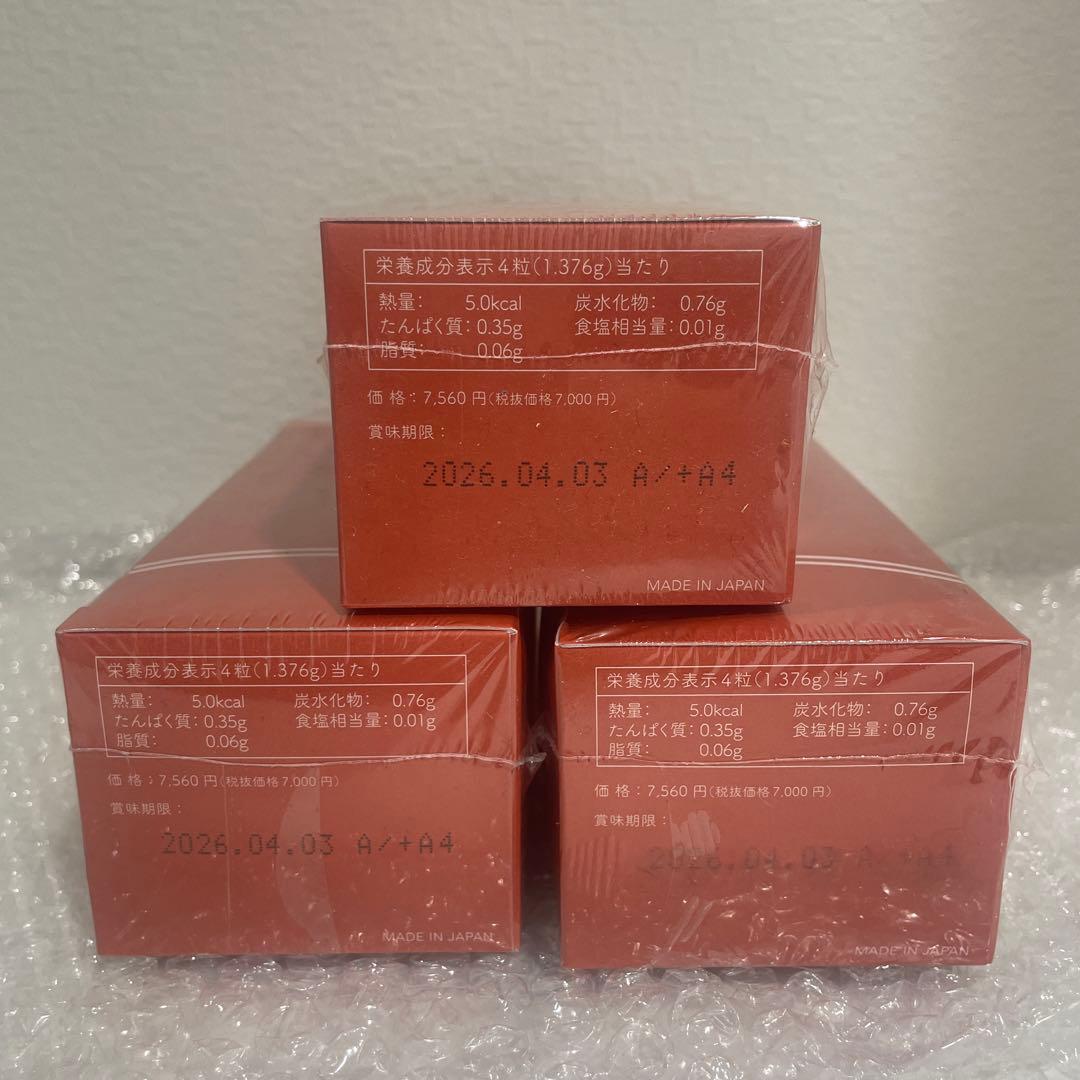 栄養成分表示4粒(1.376g)当たり
熱量： 5.0kcal 炭水化物： 0.76g
たんぱく質：0.35g 食塩相当量：0.01g
脂質： 0.06g
価 格：7,560 円(税抜価格7,000 円)
賞味期限：
2026.04.03 A/+A4
MADE IN JAPAN
栄養成分表示4粒(1.376g)当たり
熱量： 5.0kcal 炭水化物： 0.76g
たんぱく質：0.35g 食塩相当量：0.01g
脂質： 0.06g
価 格：7,560 円(税抜価格7,000 円)
賞味期限：
2026.04.03 A/+A4
MADE IN JAPAN
栄養成分表示4粒(1.376g)当たり
熱量： 5.0kcal 炭水化物： 0.76g
たんぱく質：0.35g 食塩相当量：0.01g
脂質： 0.06g
価 格：7,560 円(税抜価格7,000 円)
賞味期限：
2026.04.03 A/+A4
MADE IN JAPAN